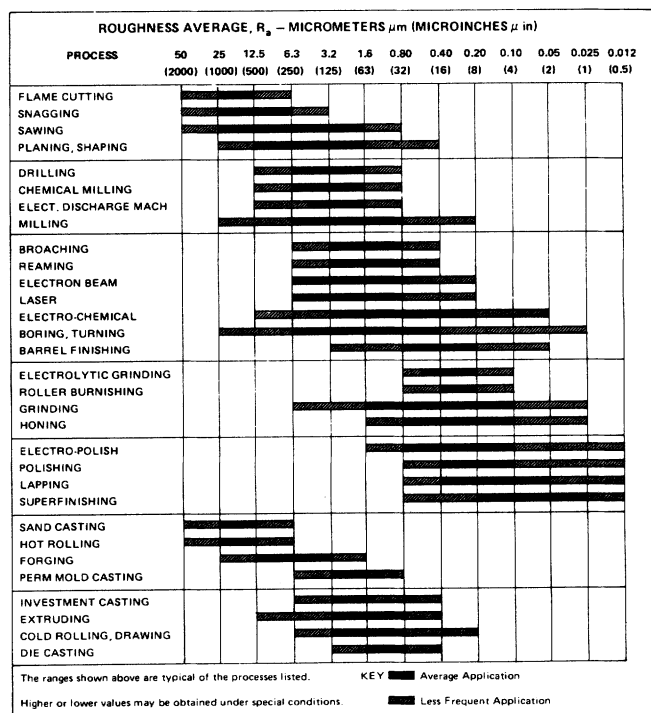 ROUGHNESS AVERAGE, Ra – MICROMETERS μm (MICROINCHES μ in)
PROCESS 50 25 12.5 6.3 3.2 1.6 0.80 0.40 0.20 0.10 0.05 0.025 0.012
(2000) (1000) (500) (250) (125) (63) (32) (16) (8) (4) (2) (1) (0.5)
FLAME CUTTING
SNAGGING
SAWING
PLANING, SHAPING
DRILLING
CHEMICAL MILLING
ELECT. DISCHARGE MACH
MILLING
BROACHING
REAMING
ELECTRON BEAM
LASER
ELECTRO-CHEMICAL
BORING, TURNING
BARREL FINISHING
ELECTROLYTIC GRINDING
ROLLER BURNISHING
GRINDING
HONING
ELECTRO-POLISH
POLISHING
LAPPING
SUPERFINISHING
SAND CASTING
HOT ROLLING
FORGING
PERM MOLD CASTING
INVESTMENT CASTING
EXTRUDING
COLD ROLLING, DRAWING
DIE CASTING
The ranges shown above are typical of the processes listed. KEY Average Application
Higher or lower values may be obtained under special conditions. Less Frequent Application